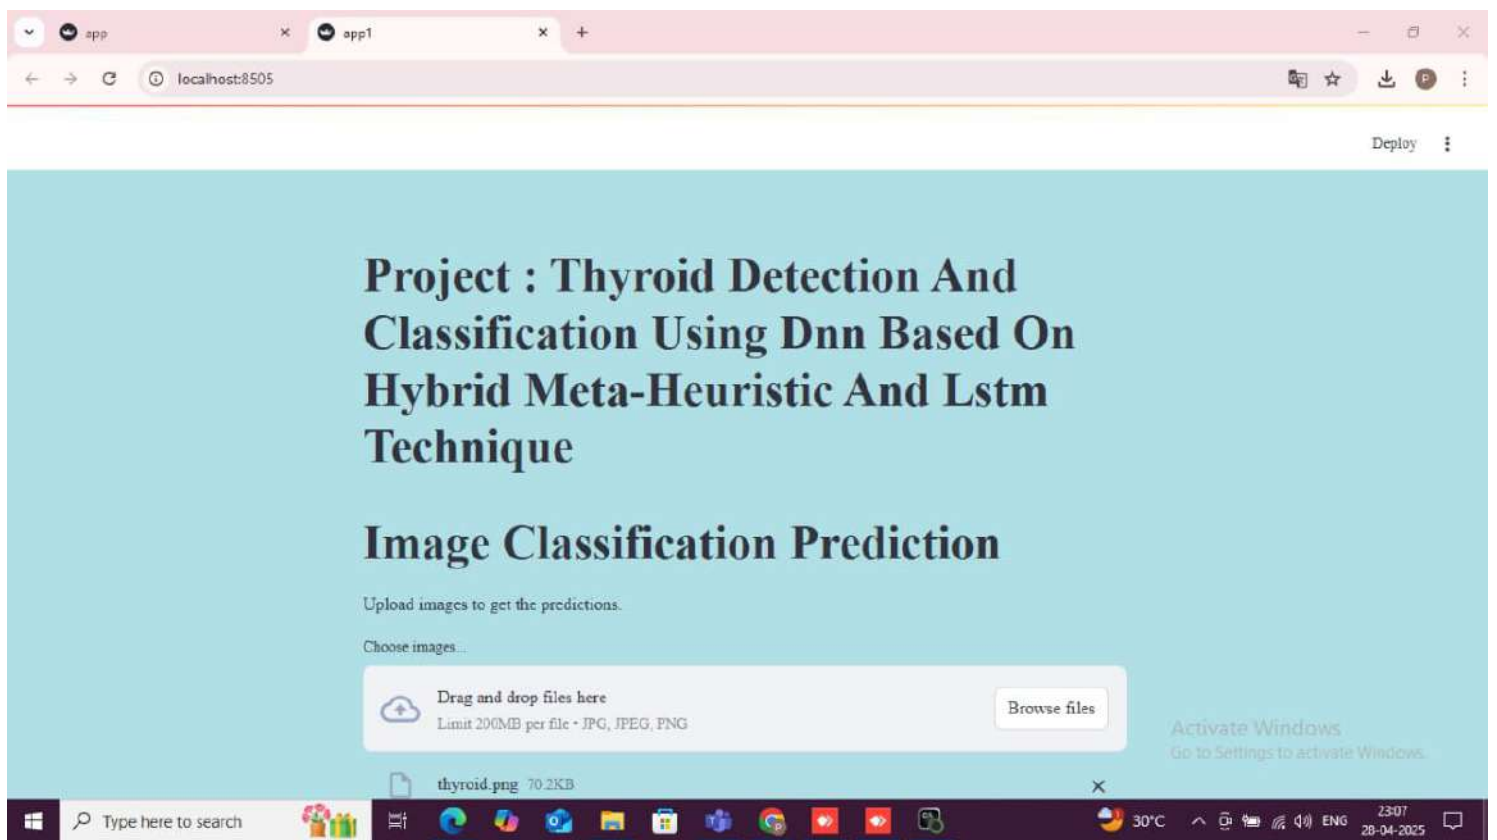 app
app1
localhost:8505
Deploy
Project : Thyroid Detection And
Classification Using Dnn Based On
Hybrid Meta-Heuristic And Lstm
Technique
Image Classification Prediction
Upload images to get the predictions.
Choose images...
Drag and drop files here
Limit 200MB per file • JPG, JPEG, PNG
Browse files
Activate Windows
Go to Settings to activate Windows.
thyroid.png 70.2KB
Type here to search
30°C
ENG
23:07
28-04-2025